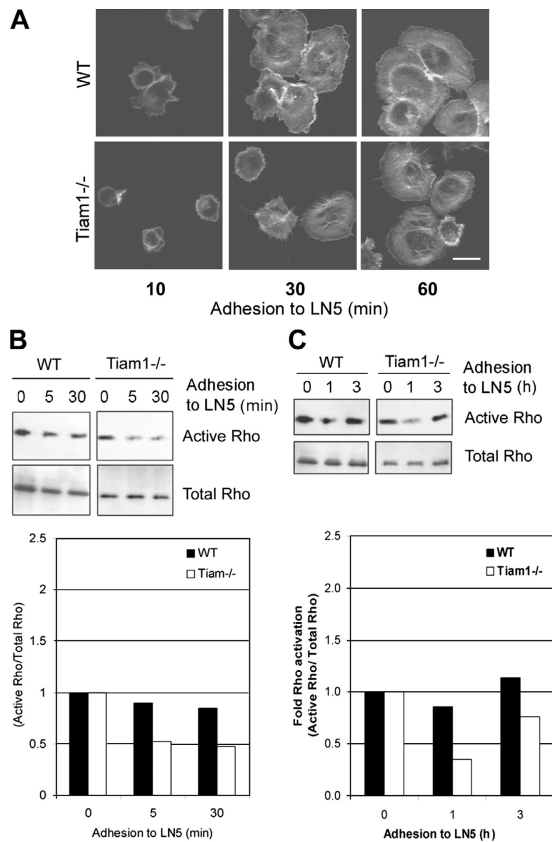 A
WT
Tiam1-/-
10 30 60
Adhesion to LN5 (min)
B
WT Tiam1-/-
0 5 30 0 5 30
Adhesion
to LN5 (min)
Active Rho
Total Rho
2.5
2
1.5
1
0.5
0
(Active Rho/Total Rho)
WT
Tiam-/-
0 5 30
Adhesion to LN5 (min)
C
WT Tiam1-/-
0 1 3 0 1 3
Adhesion
to LN5 (h)
Active Rho
Total Rho
2.5
2.0
1.5
1.0
0.5
0
Fold Rho activation
(Active Rho/ Total Rho)
WT
Tiam1-/-
0 1 3
Adhesion to LN5 (h)